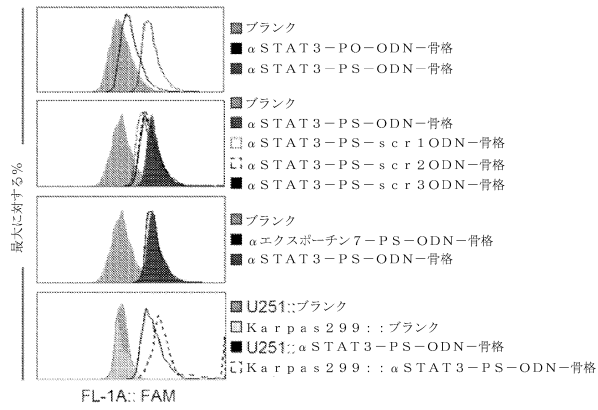 ブランク
αSTAT3-PO-ODN-骨格
αSTAT3-PS-ODN-骨格
ブランク
αSTAT3-PS-ODN-骨格
αSTAT3-PS-scr1ODN-骨格
αSTAT3-PS-scr2ODN-骨格
αSTAT3-PS-scr3ODN-骨格
ブランク
αエクスポーチン7-PS-ODN-骨格
αSTAT3-PS-ODN-骨格
U251::ブランク
Karpas299::ブランク
U251::αSTAT3-PS-ODN-骨格
Karpas299::αSTAT3-PS-ODN-骨格
最大に対する%
FL-1A:: FAM